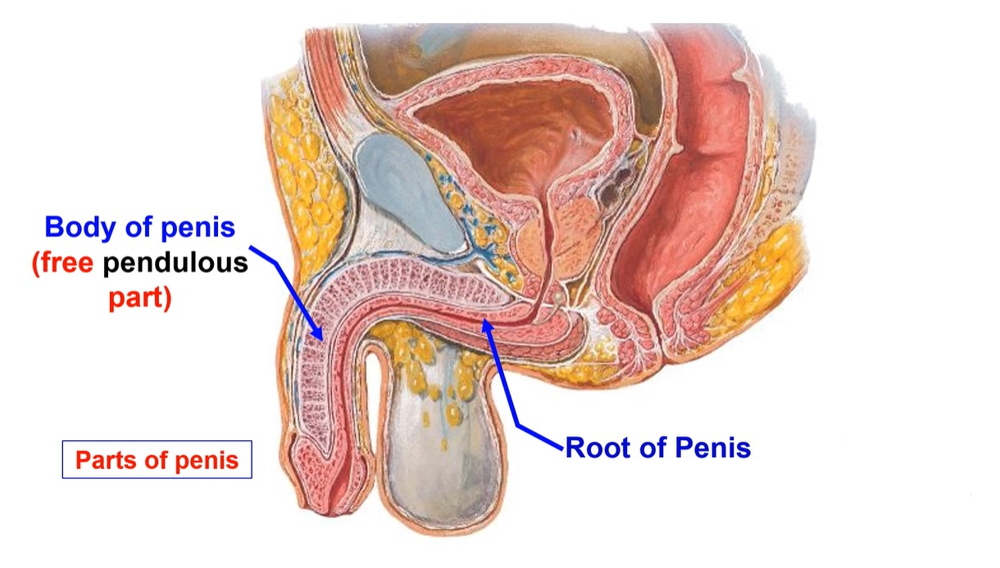 Body of penis
(free pendulous
part)
Root of Penis
Parts of penis